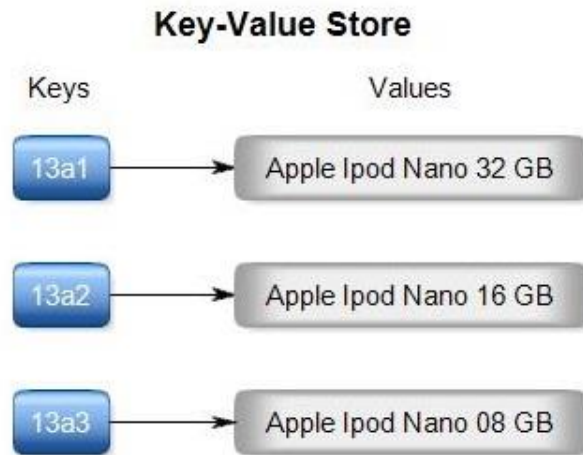 Key-Value Store
Keys Values
13a1 Apple Ipod Nano 32 GB
13a2 Apple Ipod Nano 16 GB
13a3 Apple Ipod Nano 08 GB